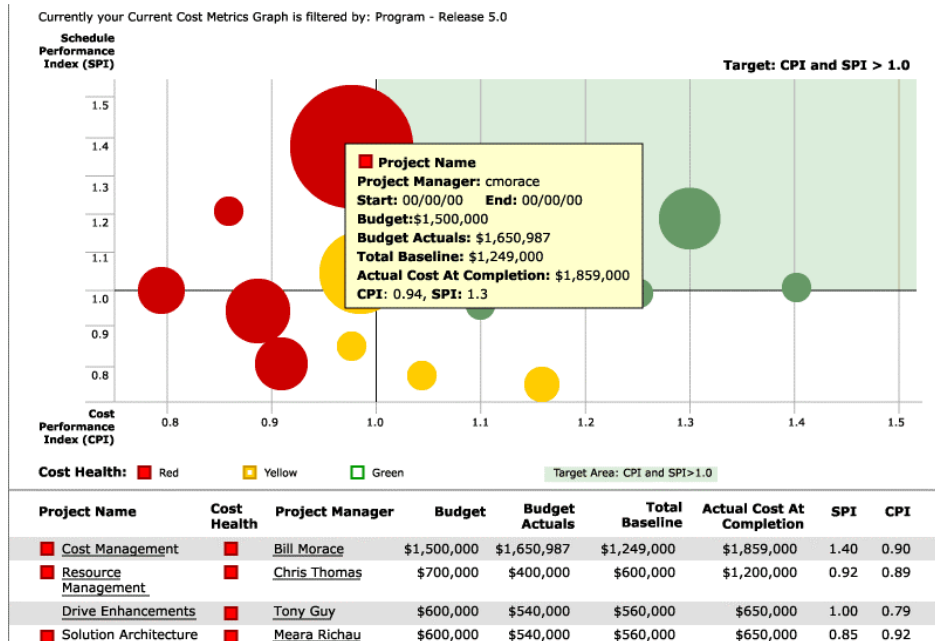 Currently your Current Cost Metrics Graph is filtered by: Program - Release 5.0
Schedule
Performance
Index (SPI)
Target: CPI and SPI > 1.0
1.5
1.4
1.3
1.2
1.1
1.0
0.9
0.8
Project Name
Project Manager: cmorace
Start: 00/00/00 End: 00/00/00
Budget:$1,500,000
Budget Actuals: $1,650,987
Total Baseline: $1,249,000
Actual Cost At Completion: $1,859,000
CPI: 0.94, SPI: 1.3
Cost
Performance
Index (CPI)
0.8 0.9 1.0 1.1 1.2 1.3 1.4 1.5
Cost Health: Red Yellow Green Target Area: CPI and SPI>1.0
Project Name Cost Health Project Manager Budget Budget Actuals Total Baseline Actual Cost At Completion SPI CPI
Cost Management Bill Morace $1,500,000 $1,650,987 $1,249,000 $1,859,000 1.40 0.90
Resource Management Chris Thomas $700,000 $400,000 $600,000 $1,200,000 0.92 0.89
Drive Enhancements Tony Guy $600,000 $540,000 $560,000 $650,000 1.00 0.79
Solution Architecture Meara Richau $600,000 $540,000 $560,000 $650,000 0.85 0.92